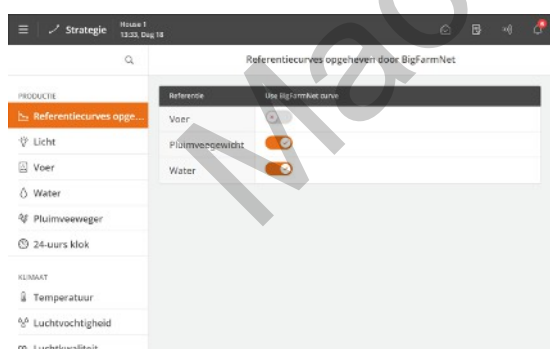 Strategie
House 1
13:33, Dag 18
Referentiecurves opgeheven door BigFarmNet
PRODUCTIE
Referentiecurves opge...
Licht
Voer
Water
Pluimveeweger
24-uurs klok
KLIMAAT
Temperatuur
Luchtvochtigheid
Luchtkwaliteit
Referentie
Use BigFarmNet curve
Voer
Pluimveegewicht
Water